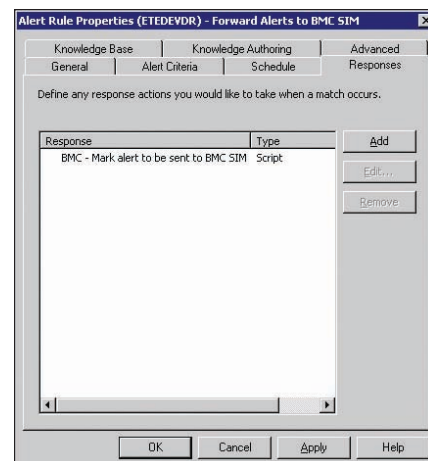 Alert Rule Properties (ETEDEVDR) - Forward Alerts to BMC SIM
Knowledge Base Knowledge Authoring Advanced
General Alert Criteria Schedule Responses
Define any response actions you would like to take when a match occurs.
Response Type
BMC - Mark alert to be sent to BMC SIM Script
Add
Edit...
Remove
OK Cancel Apply Help